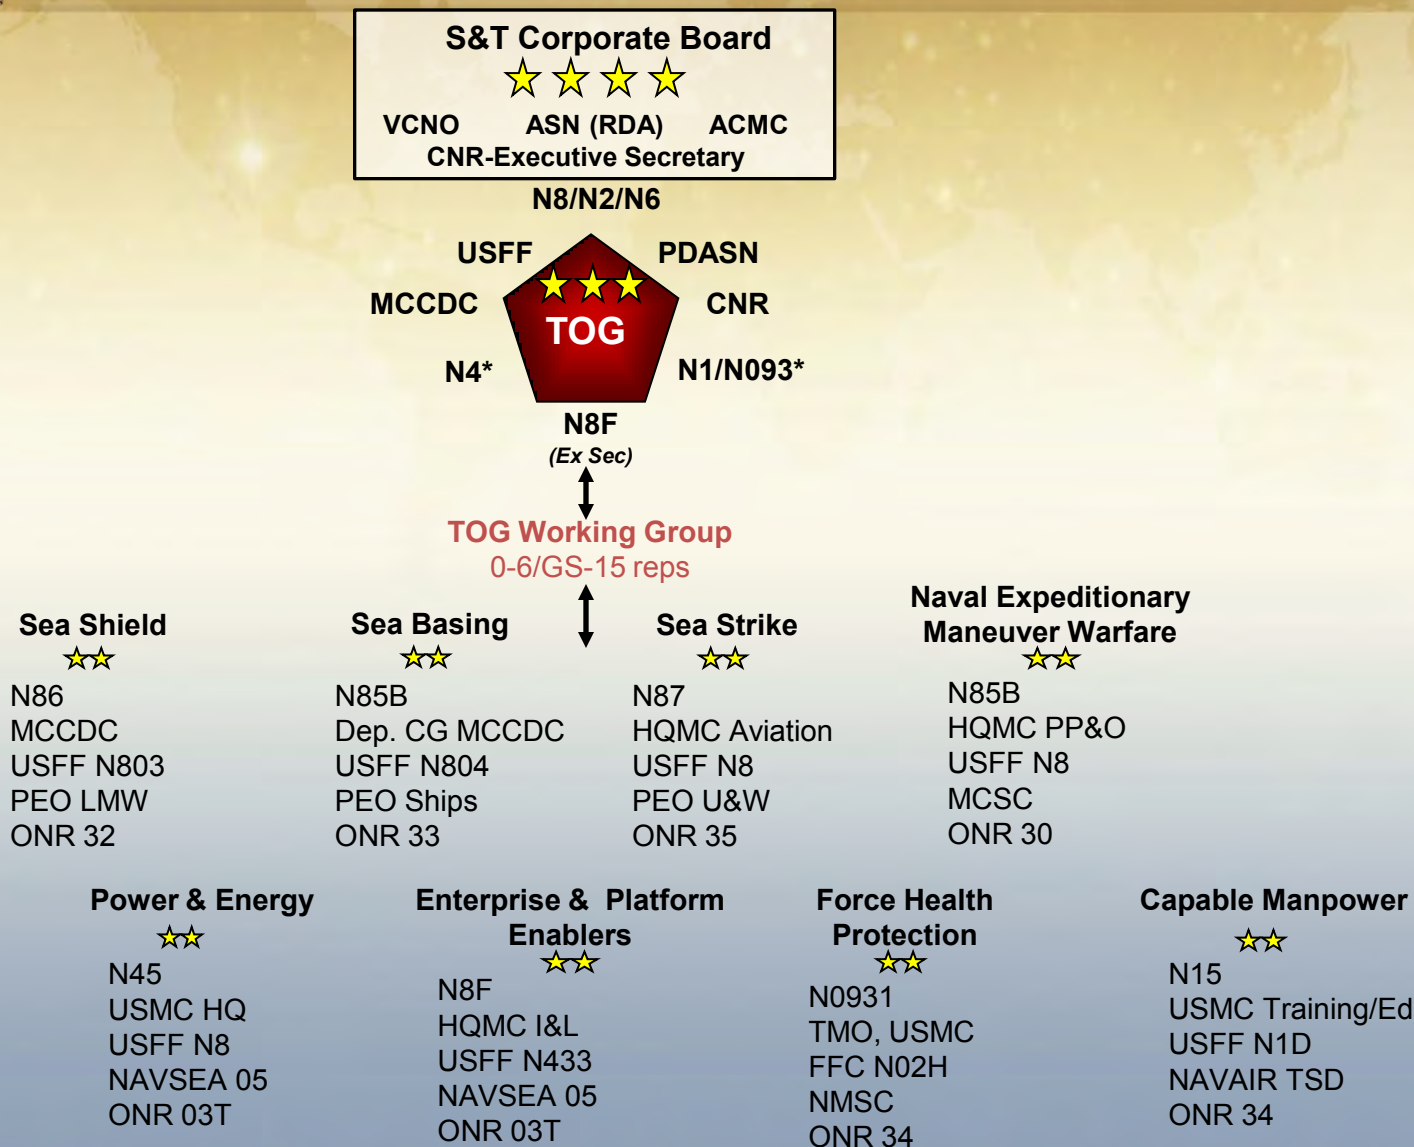 S&T Corporate Board
VCNO ASN (RDA) ACMC
CNR-Executive Secretary
N8/N2/N6
USFF PDASN
MCCDC CNR
TOG
N4* N1/N093*
N8F
(Ex Sec)
TOG Working Group
0-6/GS-15 reps
Sea Shield
N86
MCCDC
USFF N803
PEO LMW
ONR 32
Sea Basing
N85B
Dep. CG MCCDC
USFF N804
PEO Ships
ONR 33
Sea Strike
N87
HQMC Aviation
USFF N8
PEO U&W
ONR 35
Naval Expeditionary
Maneuver Warfare
N85B
HQMC PP&O
USFF N8
MCSC
ONR 30
Power & Energy
N45
USMC HQ
USFF N8
NAVSEA 05
ONR 03T
Enterprise & Platform
Enablers
N8F
HQMC I&L
USFF N433
NAVSEA 05
ONR 03T
Force Health
Protection
N0931
TMO, USMC
FFC N02H
NMSC
ONR 34
Capable Manpower
N15
USMC Training/Ed
USFF N1D
NAVAIR TSD
ONR 34